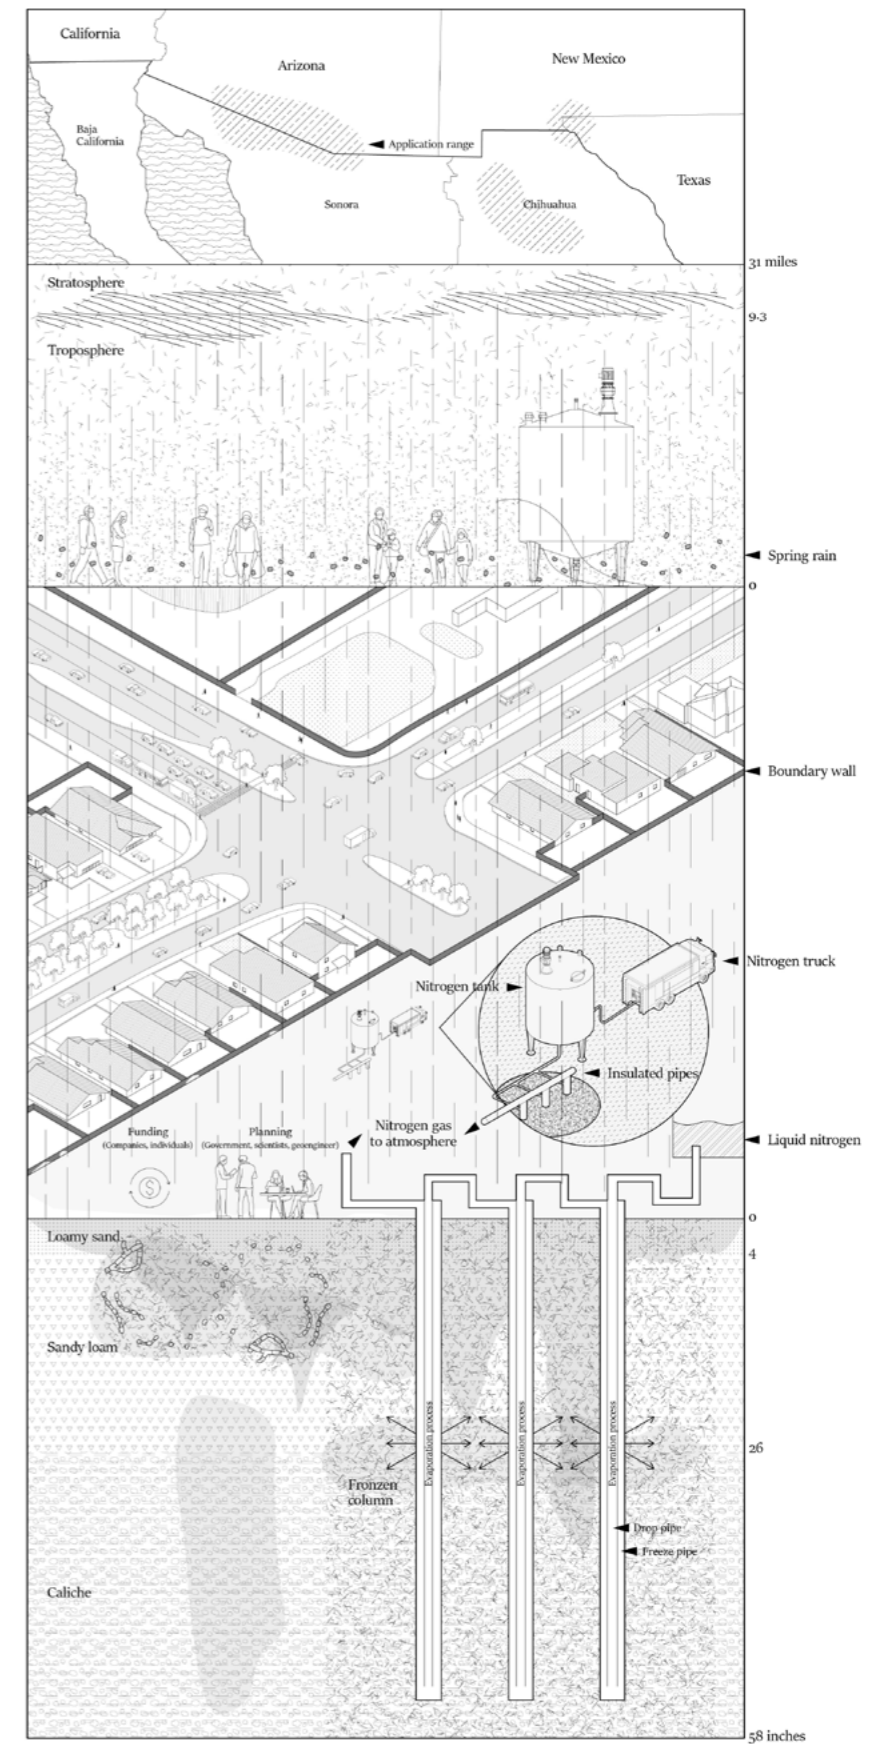 California
Arizona
New Mexico
Baja
California
Application range
Texas
Sonora
Chihuahua
31 miles
Stratosphere
9.3
Troposphere
Spring rain
0
Boundary wall
Nitrogen truck
Nitrogen tank
Insulated pipes
Nitrogen gas
to atmosphere
Funding
(Companies, individuals)
Planning
(Government, scientists, geoengineer)
$
Liquid nitrogen
0
Loamy sand
4
Sandy loam
Evaporation process
Evaporation process
Evaporation process
26
Fronzen
column
Drop pipe
Freeze pipe
Caliche
58 inches